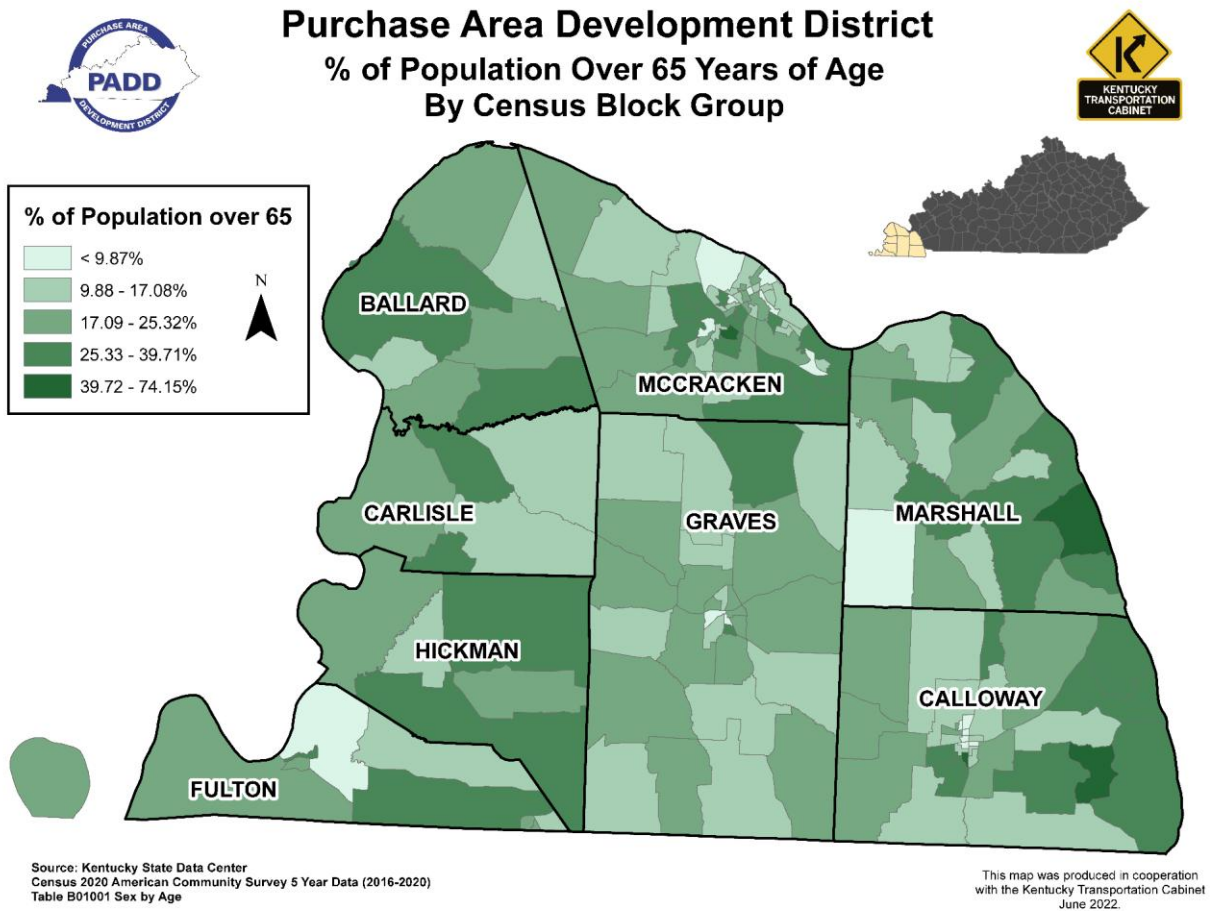 Purchase Area Development District
% of Population Over 65 Years of Age
By Census Block Group
PURCHASE AREA
PADD
DEVELOPMENT DISTRICT
KENTUCKY
TRANSPORTATION
CABINET
% of Population over 65
< 9.87%
9.88 - 17.08%
17.09 - 25.32%
25.33 - 39.71%
39.72 - 74.15%
N
BALLARD
MCCRACKEN
CARLISLE
GRAVES
MARSHALL
HICKMAN
CALLOWAY
FULTON
Source: Kentucky State Data Center
Census 2020 American Community Survey 5 Year Data (2016-2020)
Table B01001 Sex by Age
This map was produced in cooperation
with the Kentucky Transportation Cabinet
June 2022.